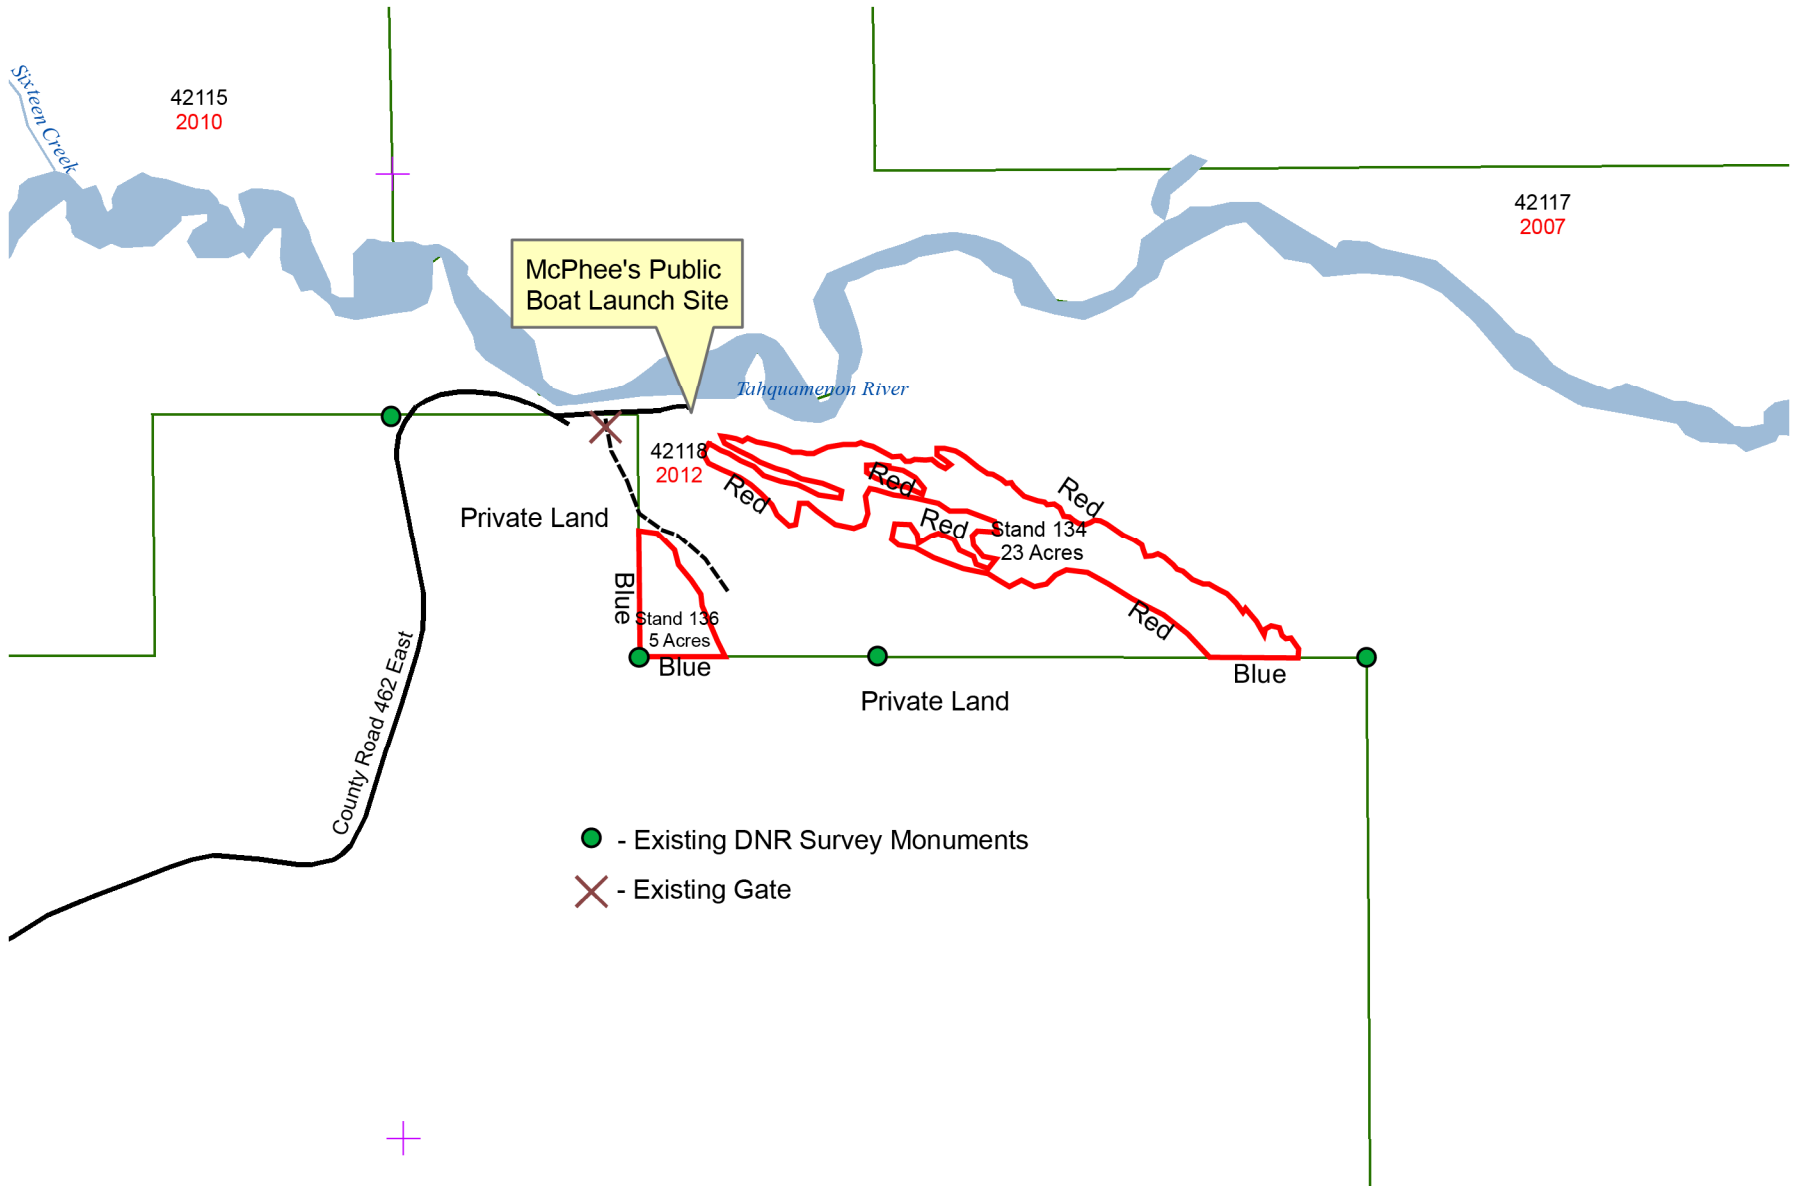 Sixteen Creek
42115
2010
42117
2007
McPhee's Public
Boat Launch Site
Tahquamenon River
42118
2012
Red
Red
Red
Red
Private Land
Stand 134
23 Acres
Blue
Stand 136
5 Acres
Red
Blue
Blue
Private Land
County Road 462 East
- Existing DNR Survey Monuments
- Existing Gate